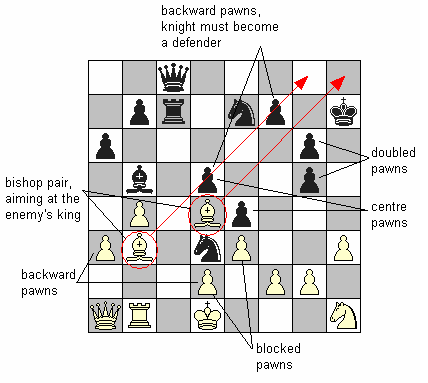 backward pawns,
knight must become
a defender
doubled
pawns
bishop pair,
aiming at the
enemy's king
centre
pawns
backward
pawns
blocked
pawns